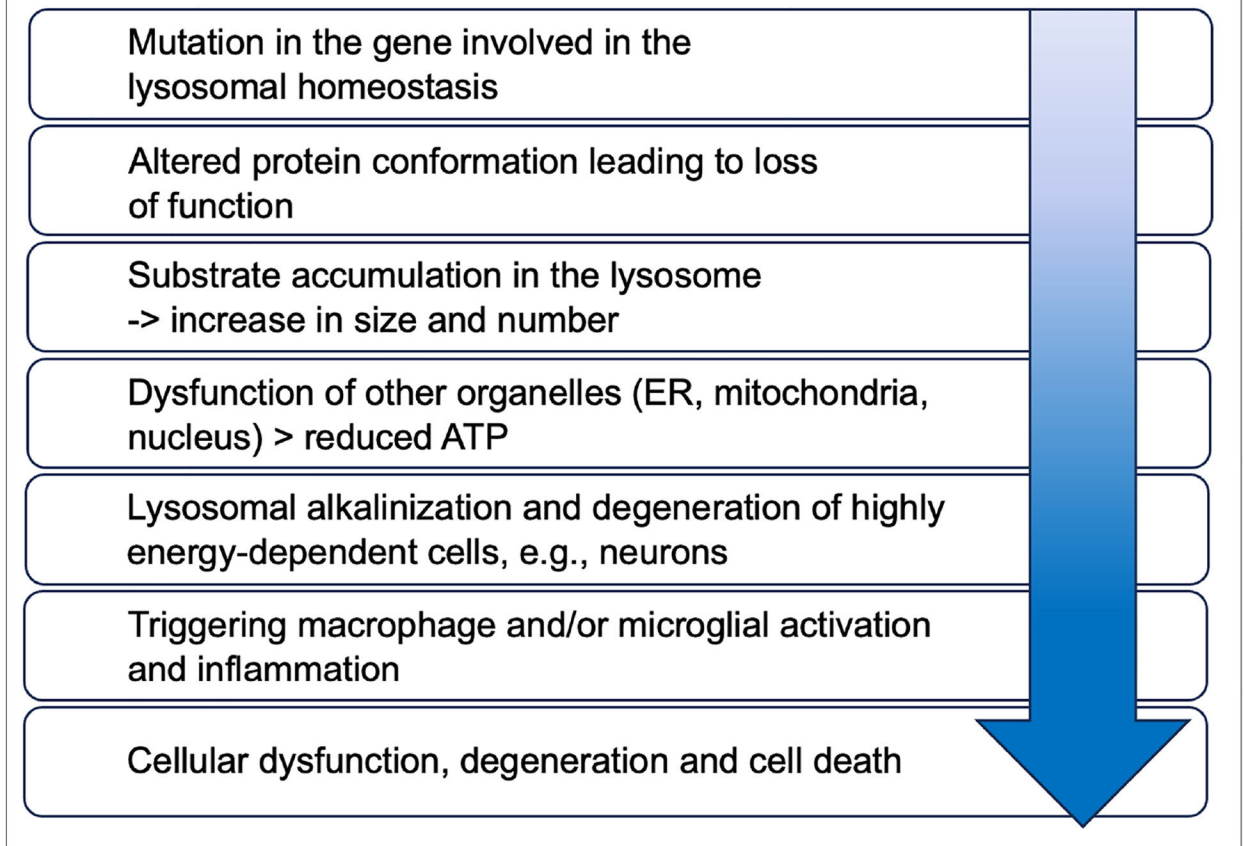 Mutation in the gene involved in the
lysosomal homeostasis
Altered protein conformation leading to loss
of function
Substrate accumulation in the lysosome
-> increase in size and number
Dysfunction of other organelles (ER, mitochondria,
nucleus) > reduced ATP
Lysosomal alkalinization and degeneration of highly
energy-dependent cells, e.g., neurons
Triggering macrophage and/or microglial activation
and inflammation
Cellular dysfunction, degeneration and cell death